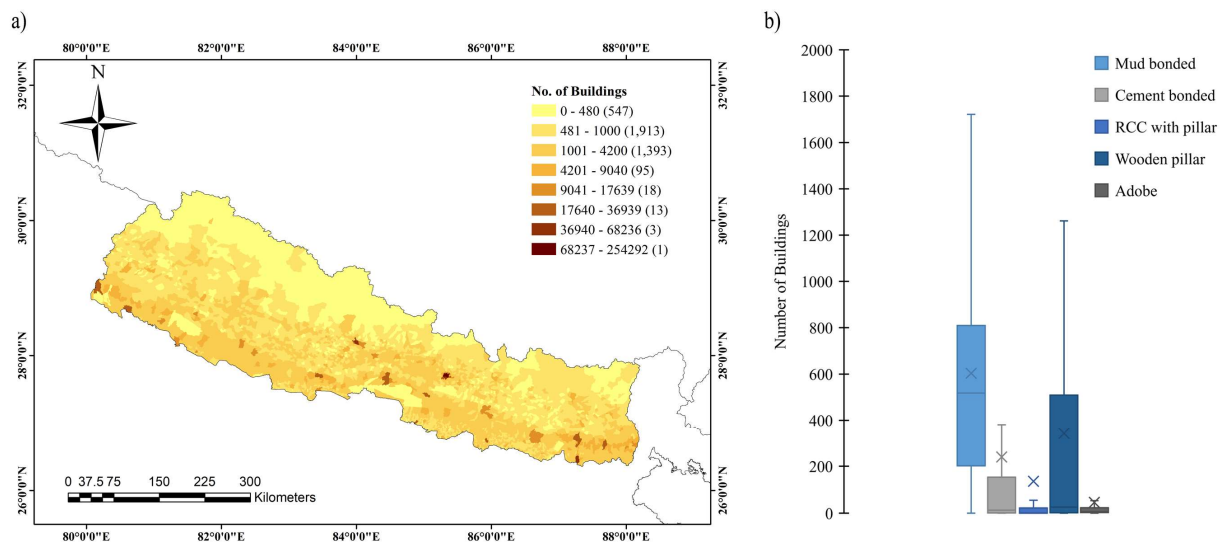 a)
80°0'0"E 82°0'0"E 84°0'0"E 86°0'0"E 88°0'0"E
32°0'0"N
30°0'0"N
28°0'0"N
26°0'0"N
N
No. of Buildings
0 - 480 (547)
481 - 1000 (1,913)
1001 - 4200 (1,393)
4201 - 9040 (95)
9041 - 17639 (18)
17640 - 36939 (13)
36940 - 68236 (3)
68237 - 254292 (1)
32°0'0"N
30°0'0"N
28°0'0"N
26°0'0"N
0 37.5 75 150 225 300
Kilometers
80°0'0"E 82°0'0"E 84°0'0"E 86°0'0"E 88°0'0"E
b)
Number of Buildings
2000
1800
1600
1400
1200
1000
800
600
400
200
0
Mud bonded
Cement bonded
RCC with pillar
Wooden pillar
Adobe